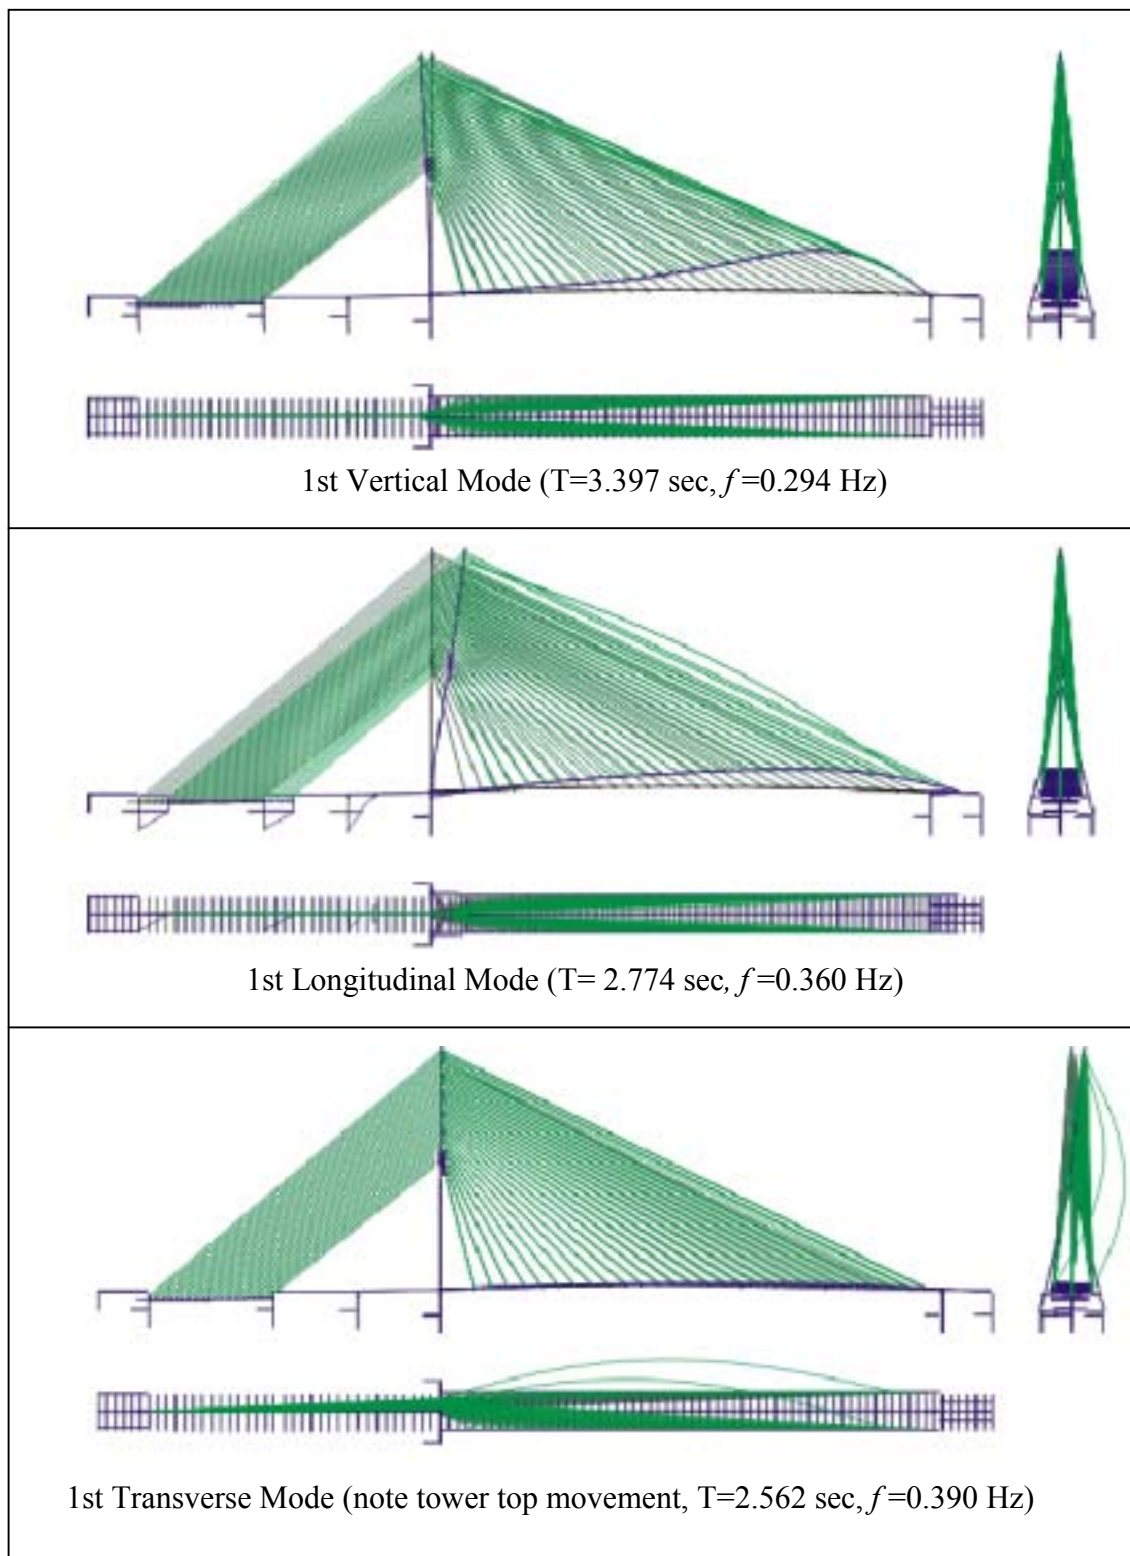 1st Vertical Mode (T=3.397 sec, f=0.294 Hz)
1st Longitudinal Mode (T= 2.774 sec, f=0.360 Hz)
1st Transverse Mode (note tower top movement, T=2.562 sec, f=0.390 Hz)